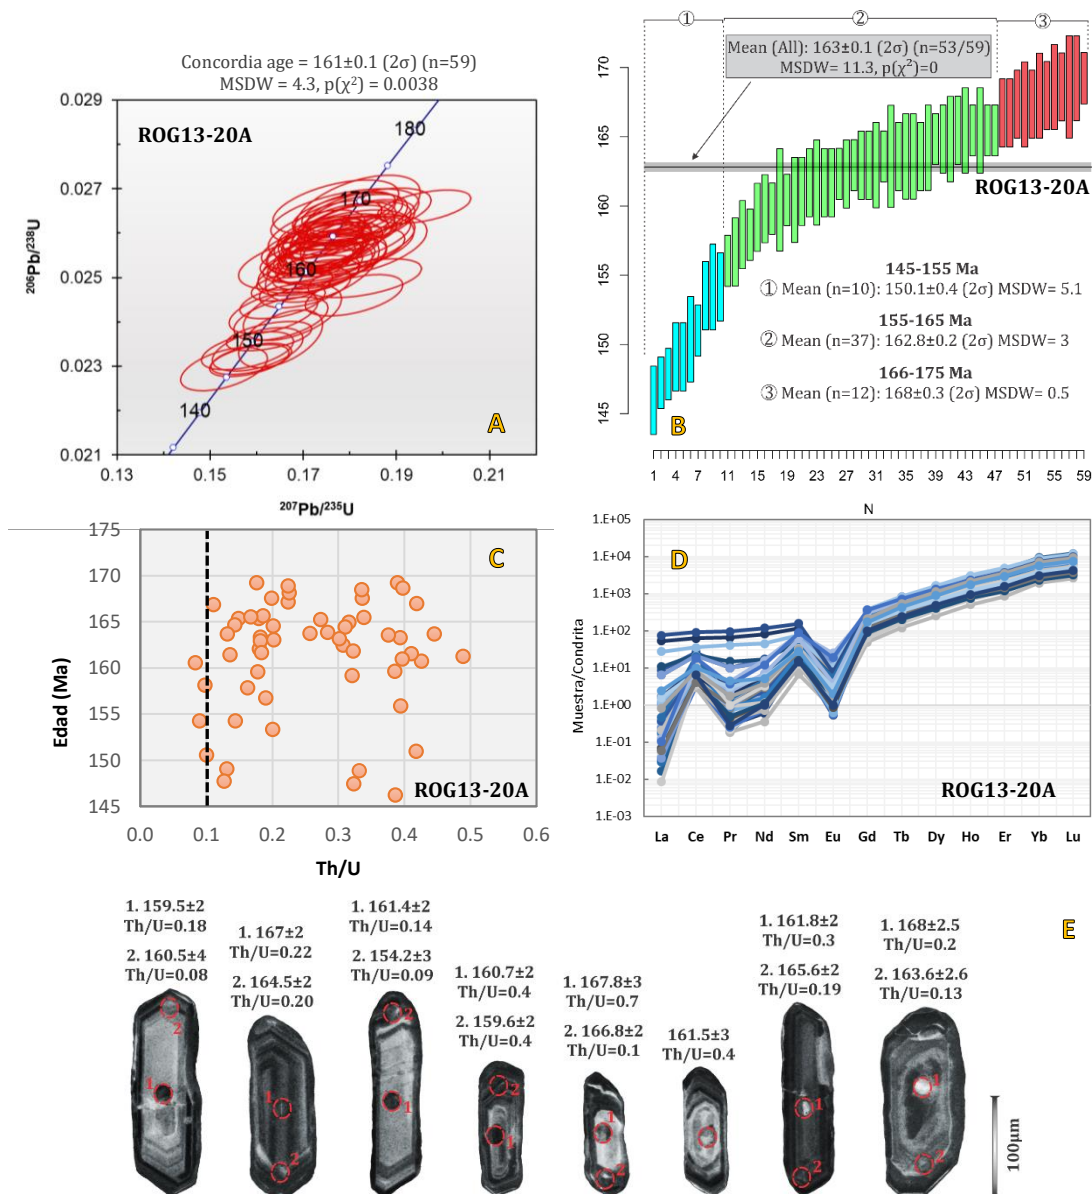 Concordia age = 161±0.1 (2σ) (n=59)
MSDW = 4.3, p(χ²) = 0.0038
0.029
0.027
0.025
0.023
0.021
²⁰⁶Pb/²³⁸U
ROG13-20A
180
170
160
150
140
A
0.13
0.15
0.17
0.19
0.21
²⁰⁷Pb/²³⁵U
① ② ③
Mean (All): 163±0.1 (2σ) (n=53/59)
MSDW= 11.3, p(χ²)=0
170
165
160
155
150
145
ROG13-20A
145-155 Ma
① Mean (n=10): 150.1±0.4 (2σ) MSDW= 5.1
155-165 Ma
② Mean (n=37): 162.8±0.2 (2σ) MSDW= 3
166-175 Ma
③ Mean (n=12): 168±0.3 (2σ) MSDW= 0.5
B
1 4 7 11 15 19 23 27 31 35 39 43 47 51 55 59
N
175
170
165
160
155
150
145
Edad (Ma)
C
ROG13-20A
0.0 0.1 0.2 0.3 0.4 0.5 0.6
Th/U
1.E+05
1.E+04
1.E+03
1.E+02
1.E+01
1.E+00
1.E-01
1.E-02
1.E-03
Muestra/Condrita
D
ROG13-20A
La Ce Pr Nd Sm Eu Gd Tb Dy Ho Er Yb Lu
1. 159.5±2
Th/U=0.18
2. 160.5±4
Th/U=0.08
2
1
1. 167±2
Th/U=0.22
2. 164.5±2
Th/U=0.20
1
2
1. 161.4±2
Th/U=0.14
2. 154.2±3
Th/U=0.09
2
1
1. 160.7±2
Th/U=0.4
2. 159.6±2
Th/U=0.4
2
1
1. 167.8±3
Th/U=0.7
2. 166.8±2
Th/U=0.1
1
2
161.5±3
Th/U=0.4
1. 161.8±2
Th/U=0.3
2. 165.6±2
Th/U=0.19
1
2
1. 168±2.5
Th/U=0.2
2. 163.6±2.6
Th/U=0.13
1
2
E
100µm